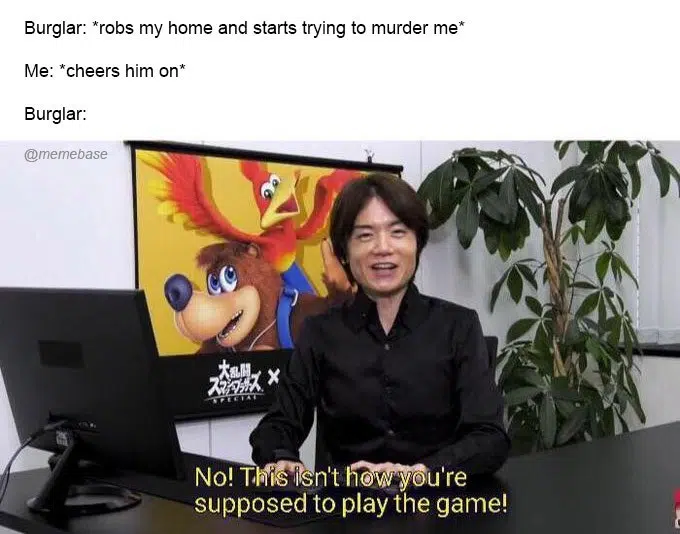 Burglar: *robs my home and starts trying to murder me*
Me: *cheers him on*
Burglar:
@memebase
大乱闘
スマッシュブラザーズ X
SPECIAL
No! This isn't how you're
supposed to play the game!